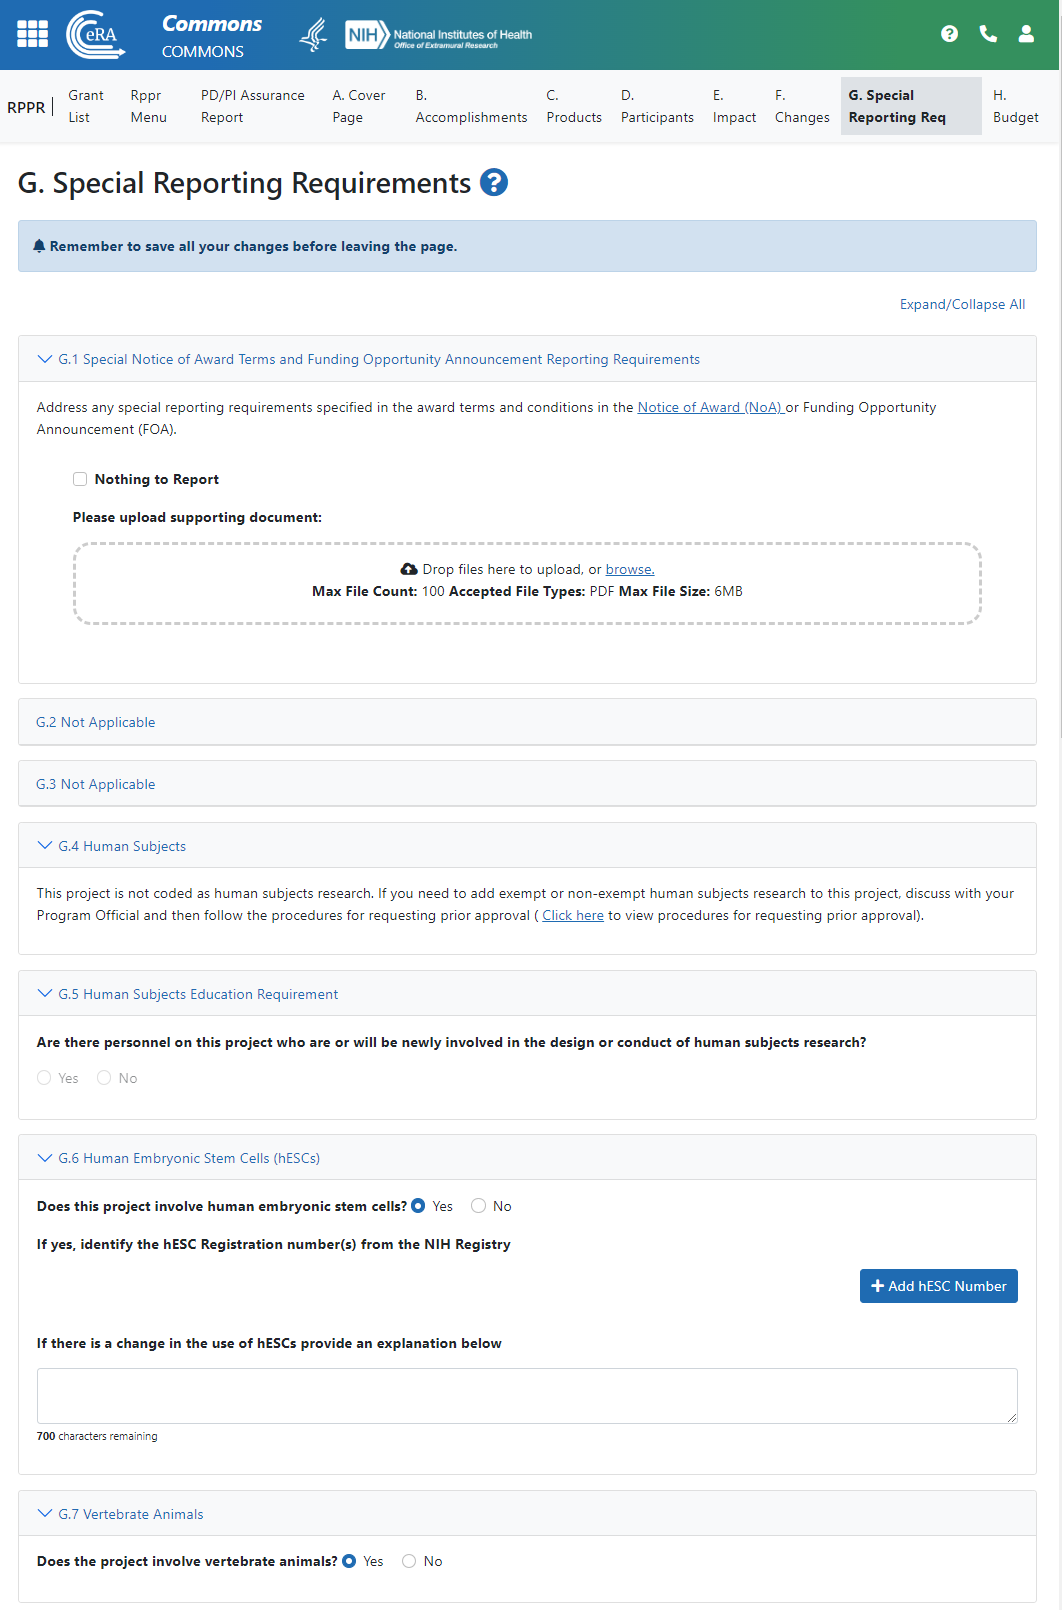 eRA
Commons
COMMONS
NIH
National Institutes of Health
Office of Extramural Research
RPPR
Grant List
Rppr Menu
PD/PI Assurance Report
A. Cover Page
B. Accomplishments
C. Products
D. Participants
E. Impact
F. Changes
G. Special Reporting Req
H. Budget
G. Special Reporting Requirements
Remember to save all your changes before leaving the page.
Expand/Collapse All
G.1 Special Notice of Award Terms and Funding Opportunity Announcement Reporting Requirements
Address any special reporting requirements specified in the award terms and conditions in the Notice of Award (NoA) or Funding Opportunity
Announcement (FOA).
Nothing to Report
Please upload supporting document:
Drop files here to upload, or browse.
Max File Count: 100 Accepted File Types: PDF Max File Size: 6MB
G.2 Not Applicable
G.3 Not Applicable
G.4 Human Subjects
This project is not coded as human subjects research. If you need to add exempt or non-exempt human subjects research to this project, discuss with your
Program Official and then follow the procedures for requesting prior approval ( Click here to view procedures for requesting prior approval).
G.5 Human Subjects Education Requirement
Are there personnel on this project who are or will be newly involved in the design or conduct of human subjects research?
Yes No
G.6 Human Embryonic Stem Cells (hESCs)
Does this project involve human embryonic stem cells? Yes No
If yes, identify the hESC Registration number(s) from the NIH Registry
Add hESC Number
If there is a change in the use of hESCs provide an explanation below
700 characters remaining
G.7 Vertebrate Animals
Does the project involve vertebrate animals? Yes No